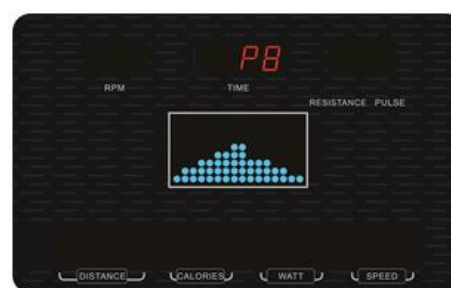 P8
RPM TIME
RESISTANCE PULSE
DISTANCE CALORIES WATT SPEED